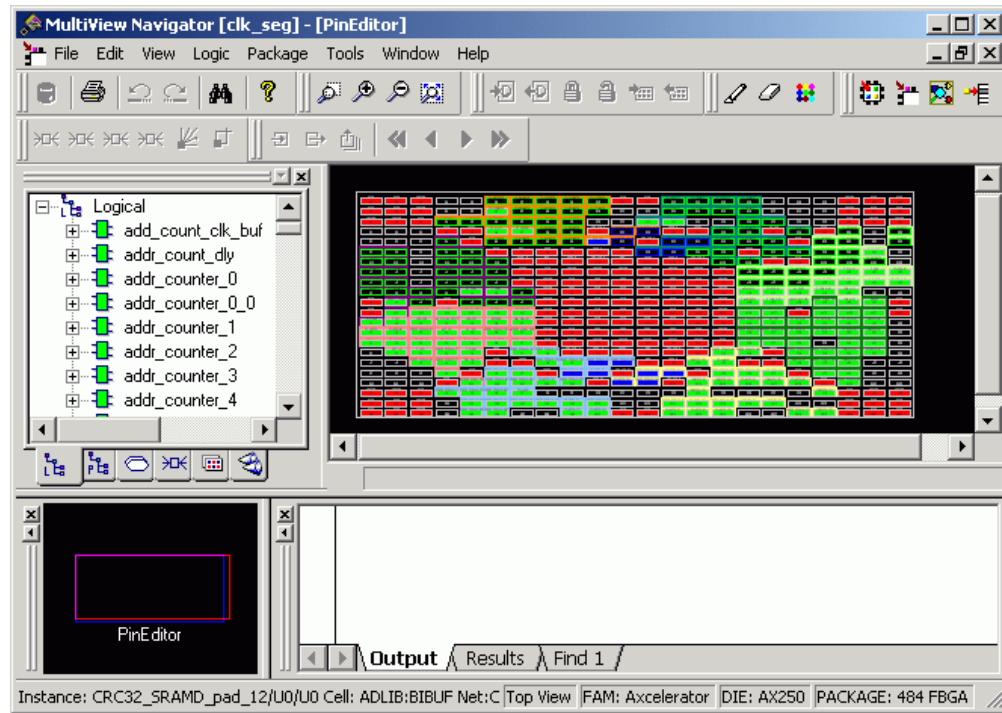 MultiView Navigator [clk_seg] - [PinEditor]
File Edit View Logic Package Tools Window Help
Logical
add_count_clk_buf
addr_count_dly
addr_counter_0
addr_counter_0_0
addr_counter_1
addr_counter_2
addr_counter_3
addr_counter_4
PinEditor
Output Results Find 1
Instance: CRC32_SRAMD_pad_12/U0/U0 Cell: ADLIB:BIBUF Net:C Top View FAM: Axcelerator DIE: AX250 PACKAGE: 484 FBGA